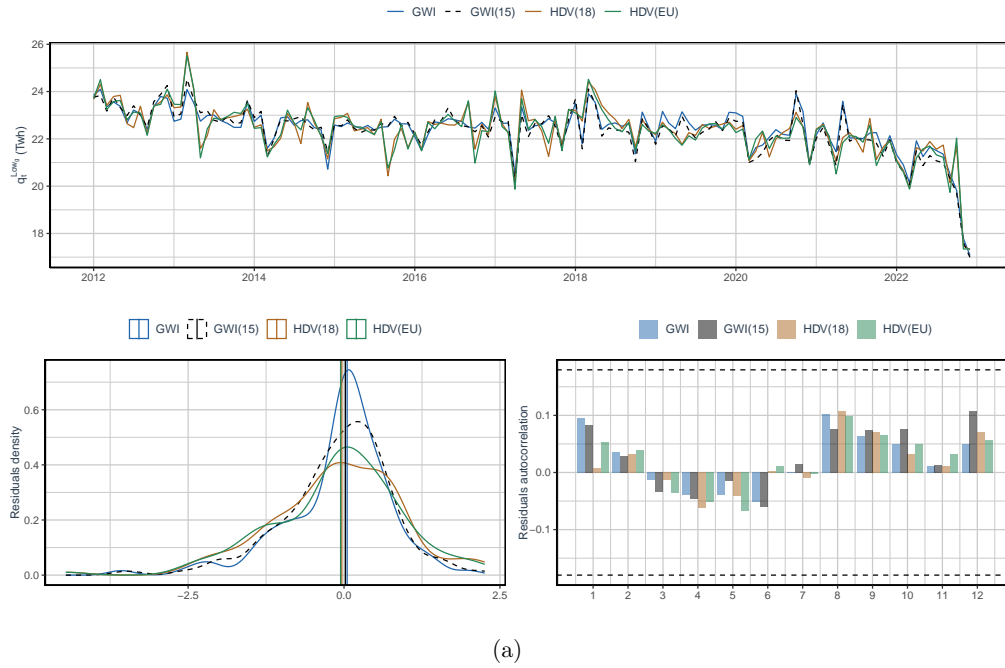 GWI GWI(15) HDV(18) HDV(EU)
q_t^{Low_g} (Twh)
26
24
22
20
18
2012 2014 2016 2018 2020 2022
GWI GWI(15) HDV(18) HDV(EU)
Residuals density
0.6
0.4
0.2
0.0
−2.5 0.0 2.5
GWI GWI(15) HDV(18) HDV(EU)
Residuals autocorrelation
0.1
0.0
−0.1
1 2 3 4 5 6 7 8 9 10 11 12
(a)